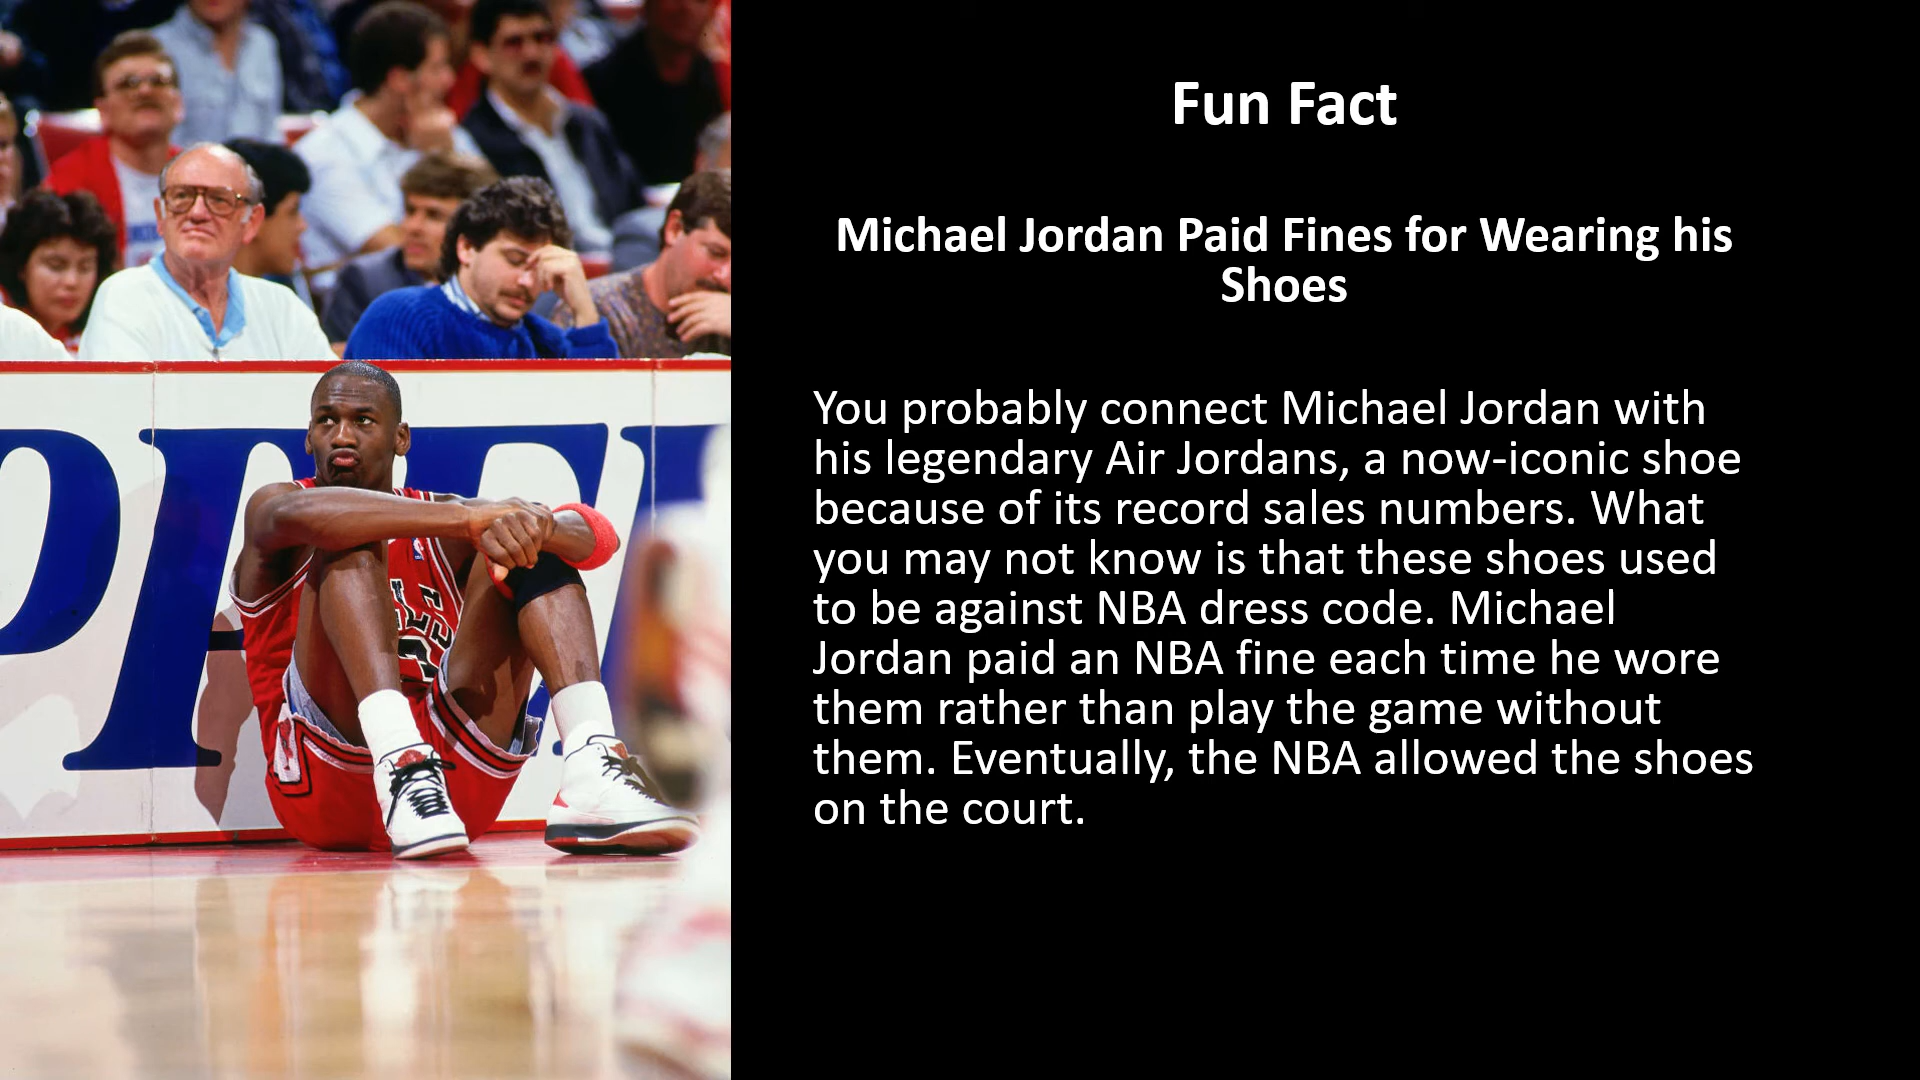 Fun Fact
Michael Jordan Paid Fines for Wearing his
Shoes
You probably connect Michael Jordan with
his legendary Air Jordans, a now-iconic shoe
because of its record sales numbers. What
you may not know is that these shoes used
to be against NBA dress code. Michael
Jordan paid an NBA fine each time he wore
them rather than play the game without
them. Eventually, the NBA allowed the shoes
on the court.